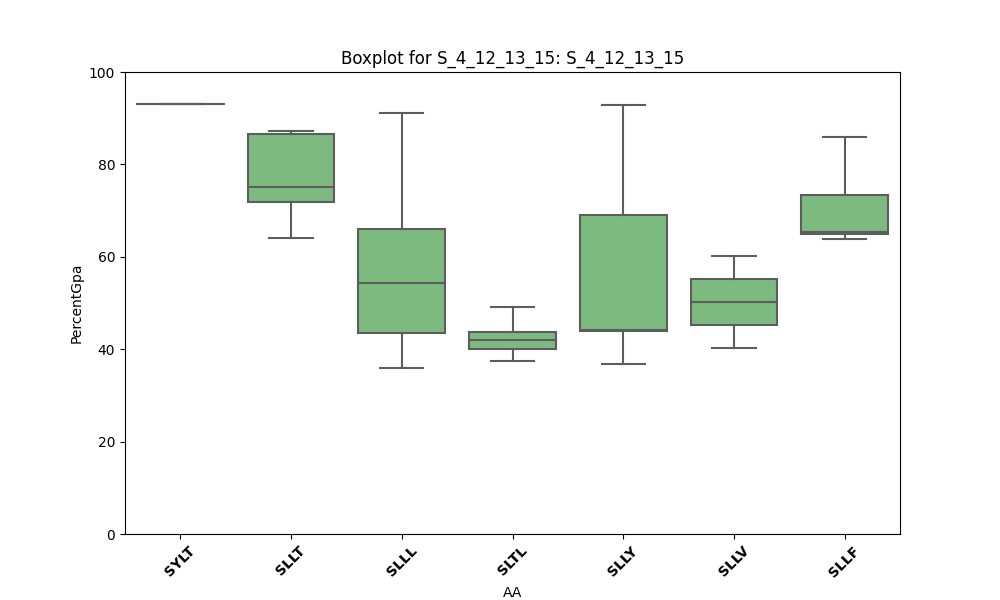 Boxplot for S_4_12_13_15: S_4_12_13_15
PercentGpa
100
80
60
40
20
0
SYLT
SLLT
SLLL
SLTL
SLLY
SLLV
SLLF
AA